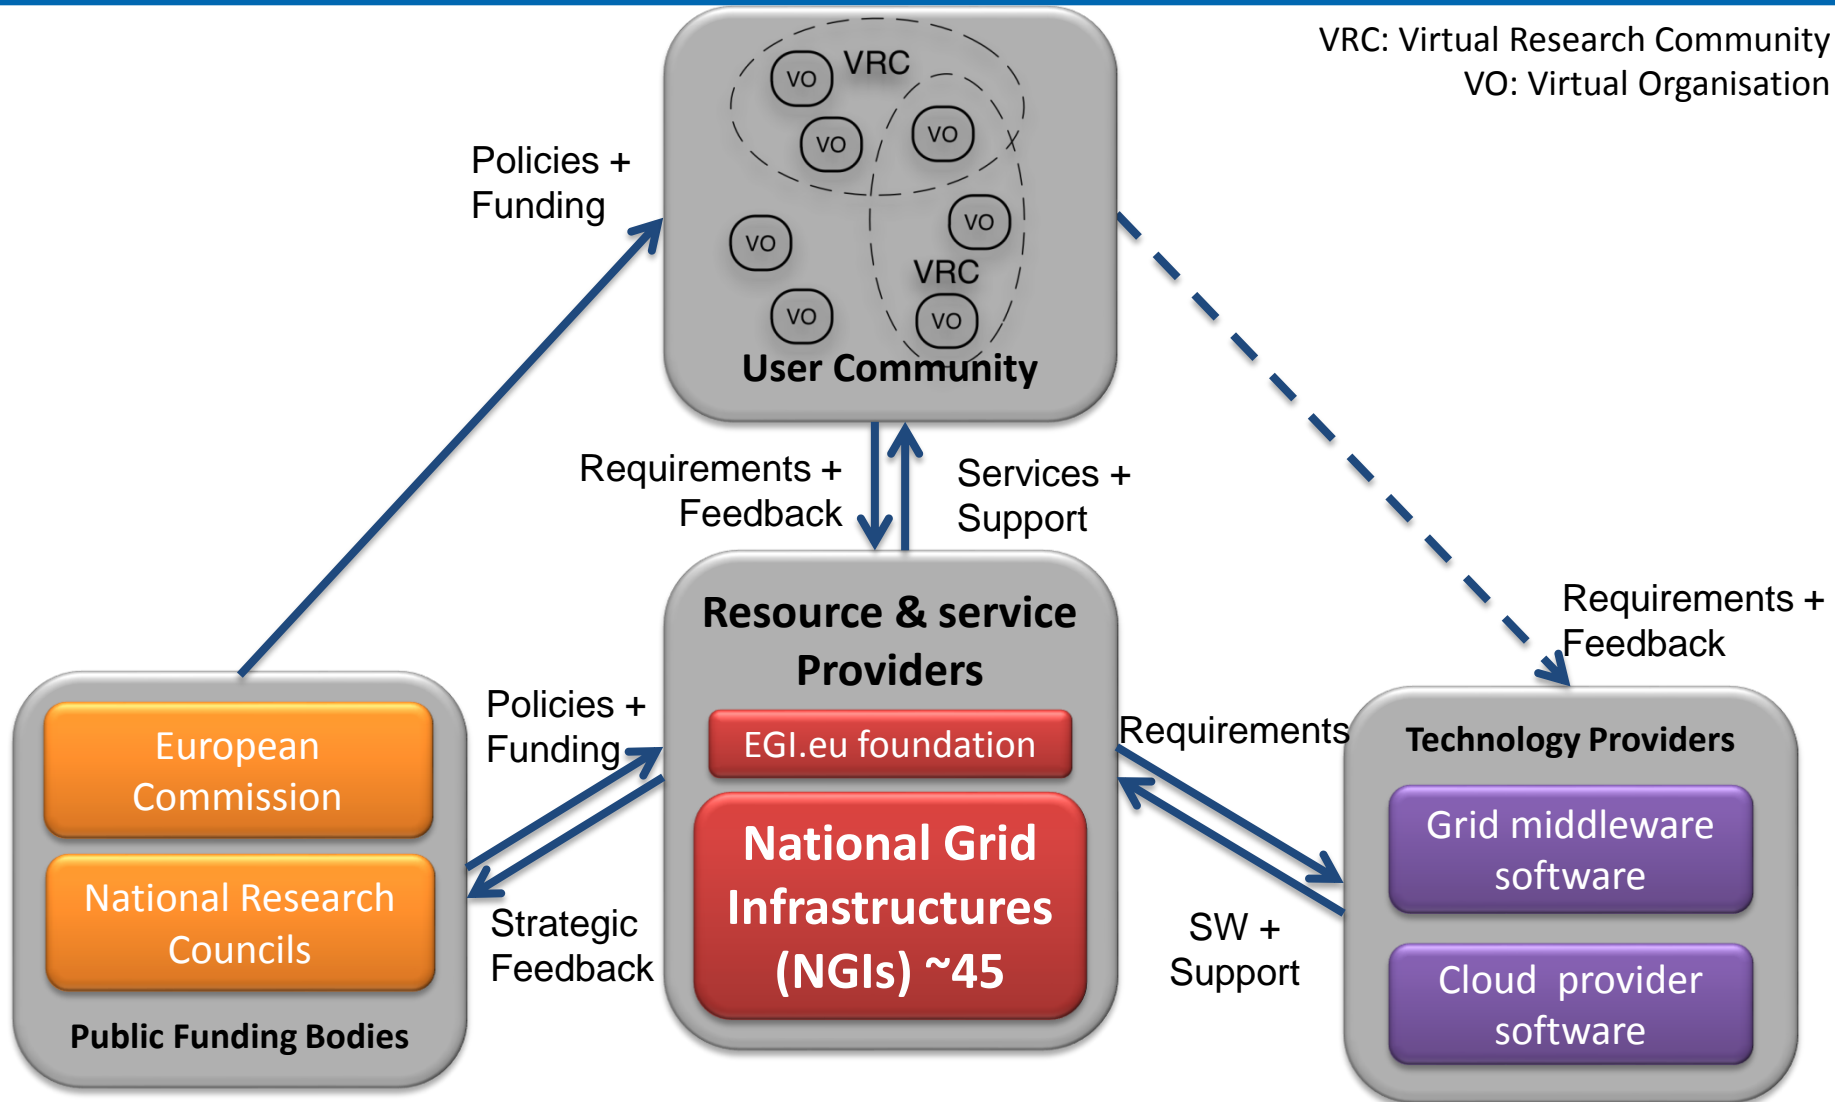 VRC: Virtual Research Community
VO: Virtual Organisation
VO
VRC
VO
VO
VO
VO
VRC
VO
VO
User Community
Policies +
Funding
Requirements +
Feedback
Services +
Support
Requirements +
Feedback
Resource & service
Providers
EGI.eu foundation
National Grid
Infrastructures
(NGIs) ~45
Policies +
Funding
Strategic
Feedback
European
Commission
National Research
Councils
Public Funding Bodies
Requirements
SW +
Support
Technology Providers
Grid middleware
software
Cloud provider
software